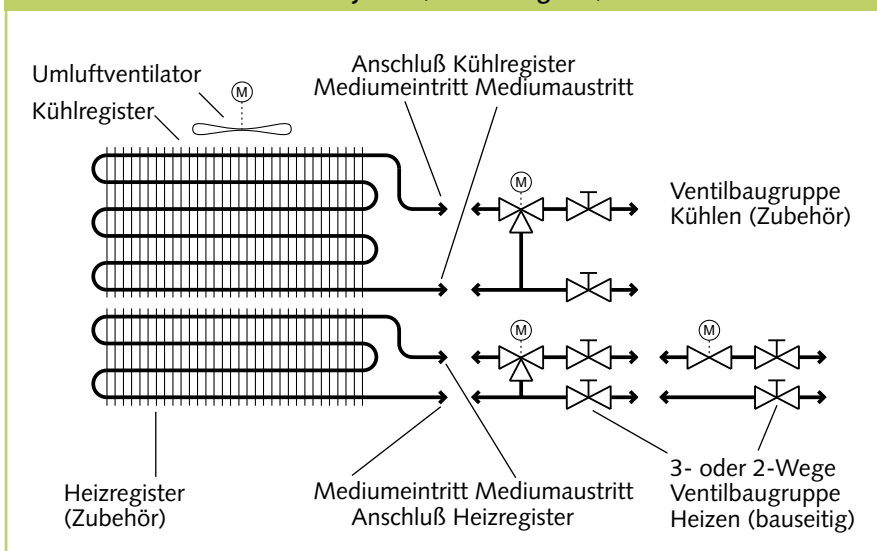 Umluftventilator
Kühlregister
M
Anschluß Kühlregister
Mediumeintritt Mediumaustritt
M
Ventilbaugruppe
Kühlen (Zubehör)
M
M
Heizregister
(Zubehör)
Mediumeintritt Mediumaustritt
Anschluß Heizregister
3- oder 2-Wege
Ventilbaugruppe
Heizen (bauseitig)